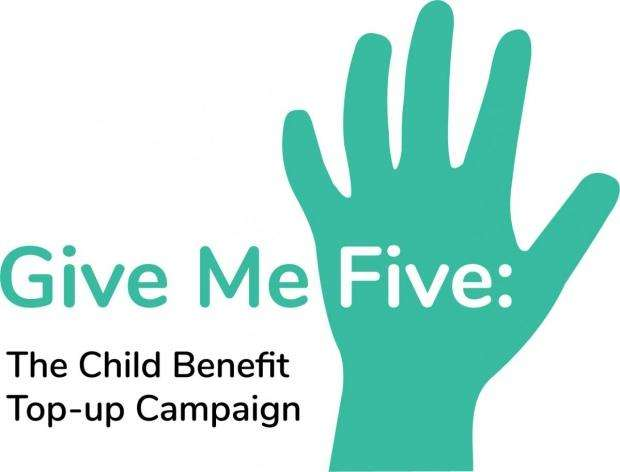 Give Me Five:
The Child Benefit
Top-up Campaign